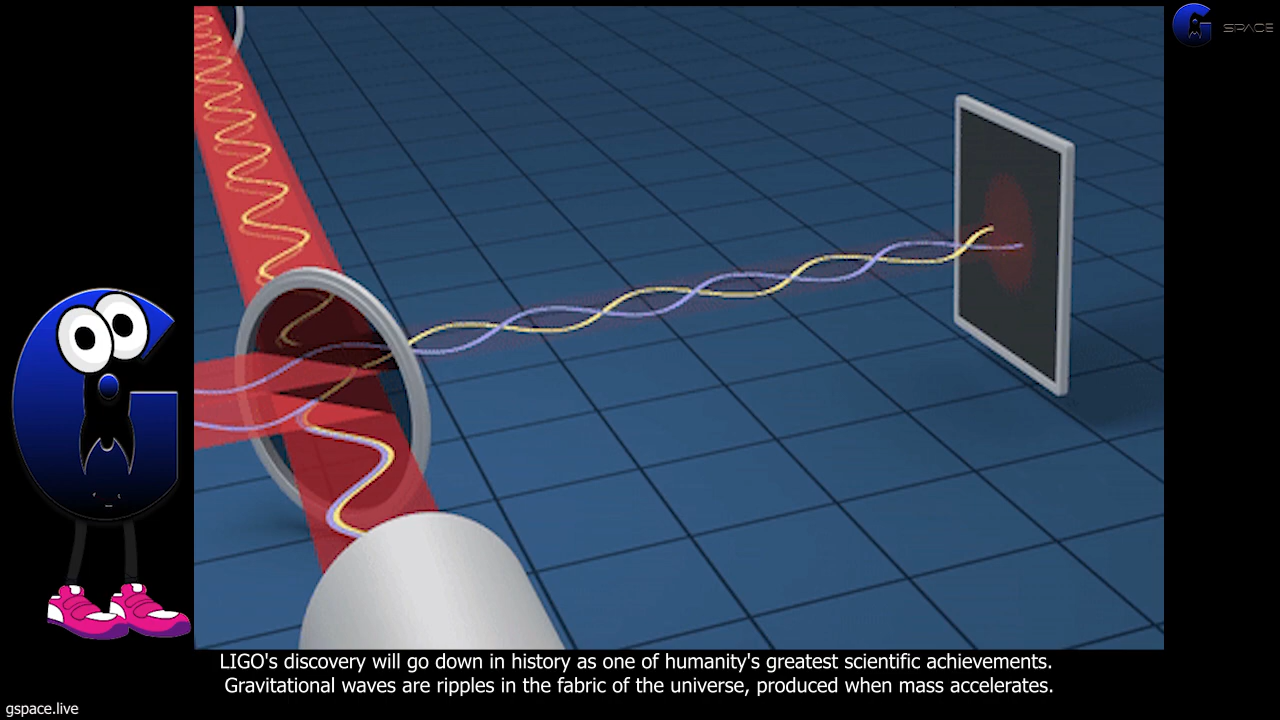 SPACE
LIGO's discovery will go down in history as one of humanity's greatest scientific achievements.
Gravitational waves are ripples in the fabric of the universe, produced when mass accelerates.
gspace.live